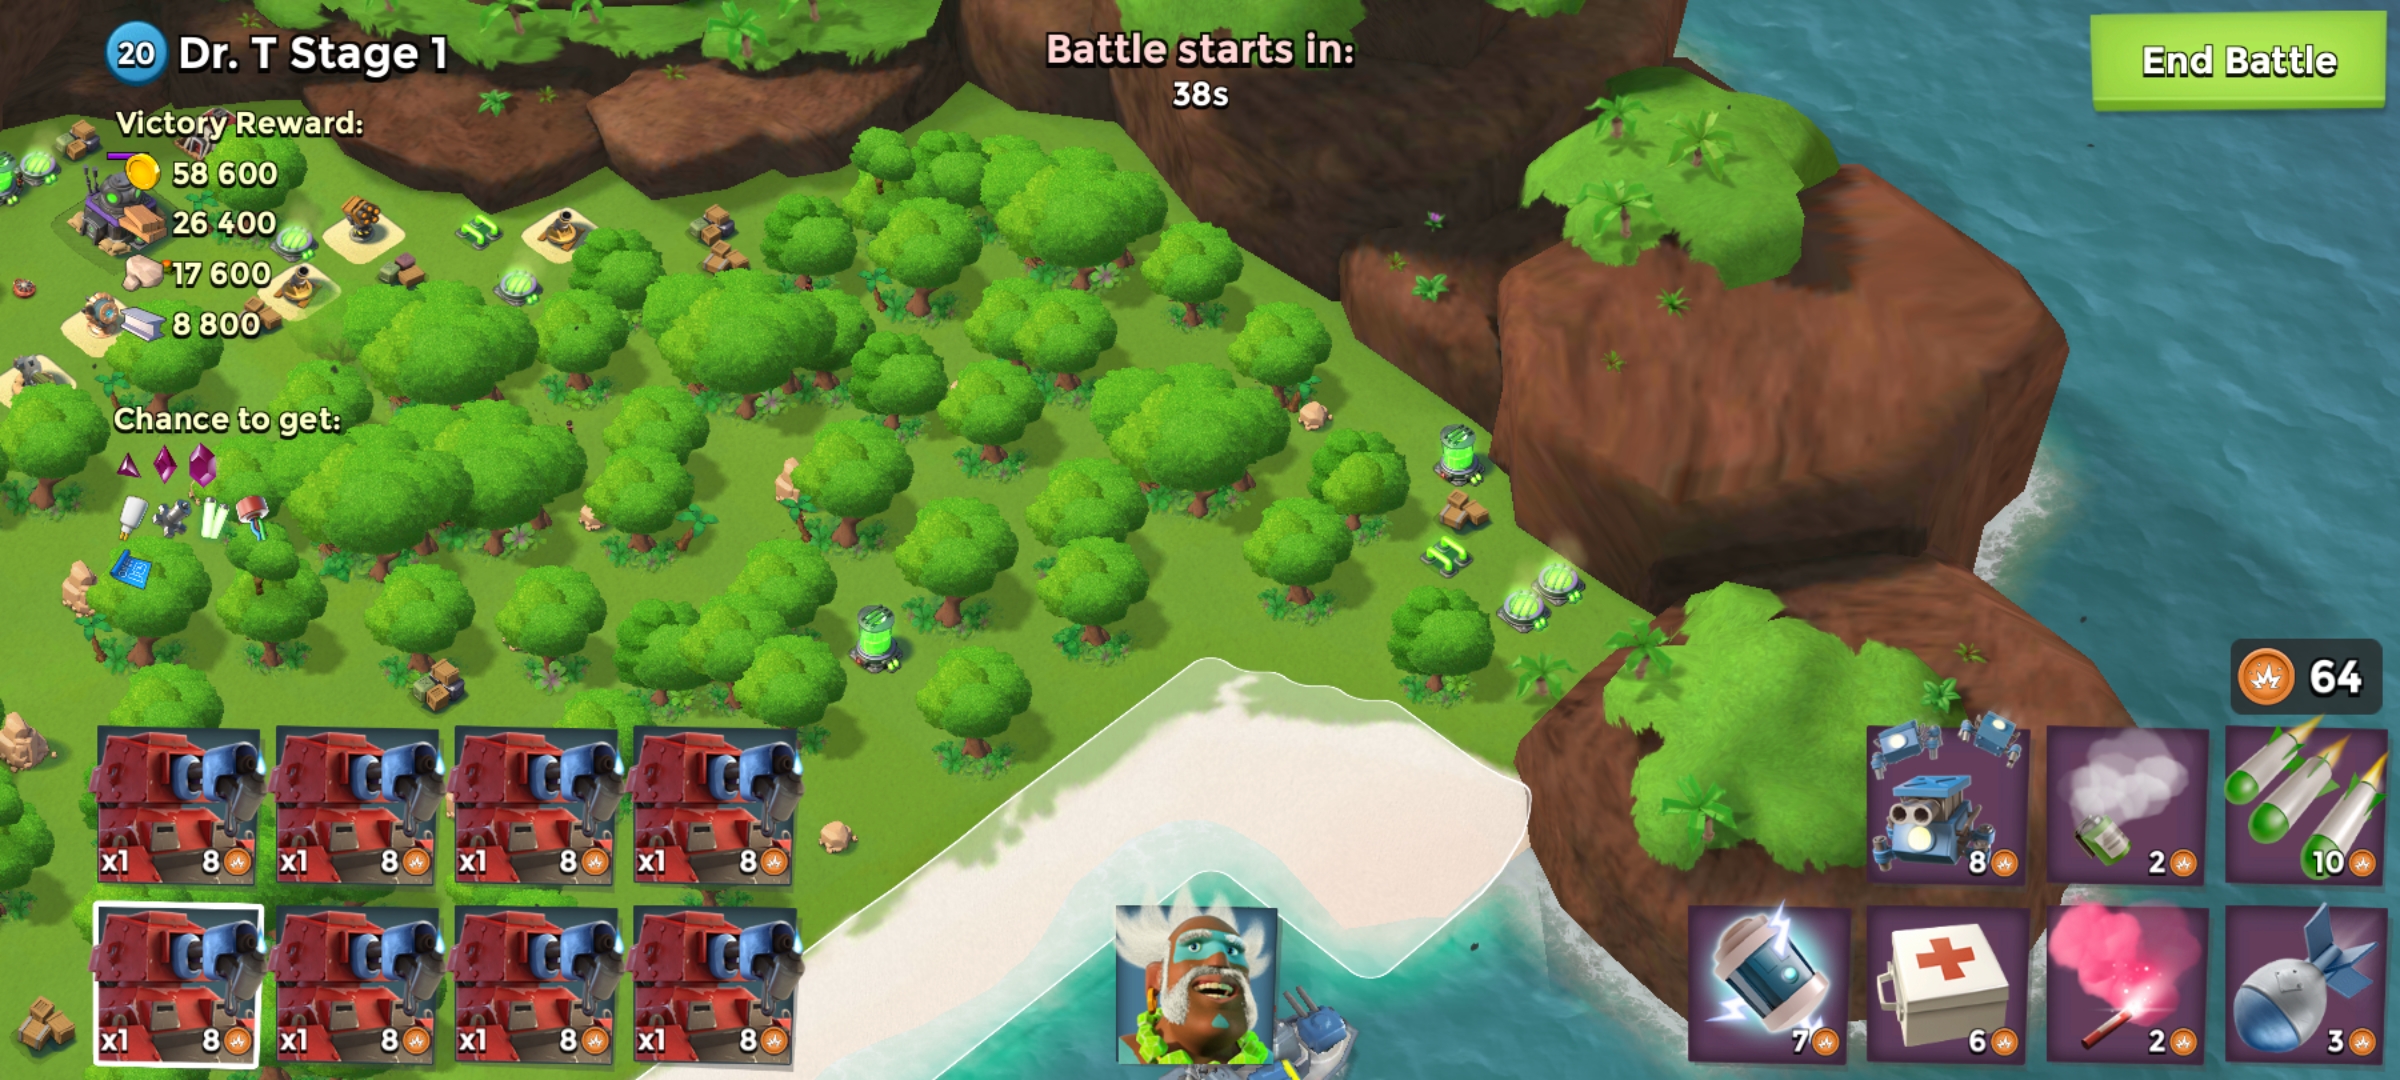 20 Dr. T Stage 1
Battle starts in:
38s
End Battle
Victory Reward:
58 600
26 400
17 600
8 800
Chance to get:
64
x1 8
x1 8
x1 8
x1 8
8
2
10
x1 8
x1 8
x1 8
x1 8
7
6
2
3